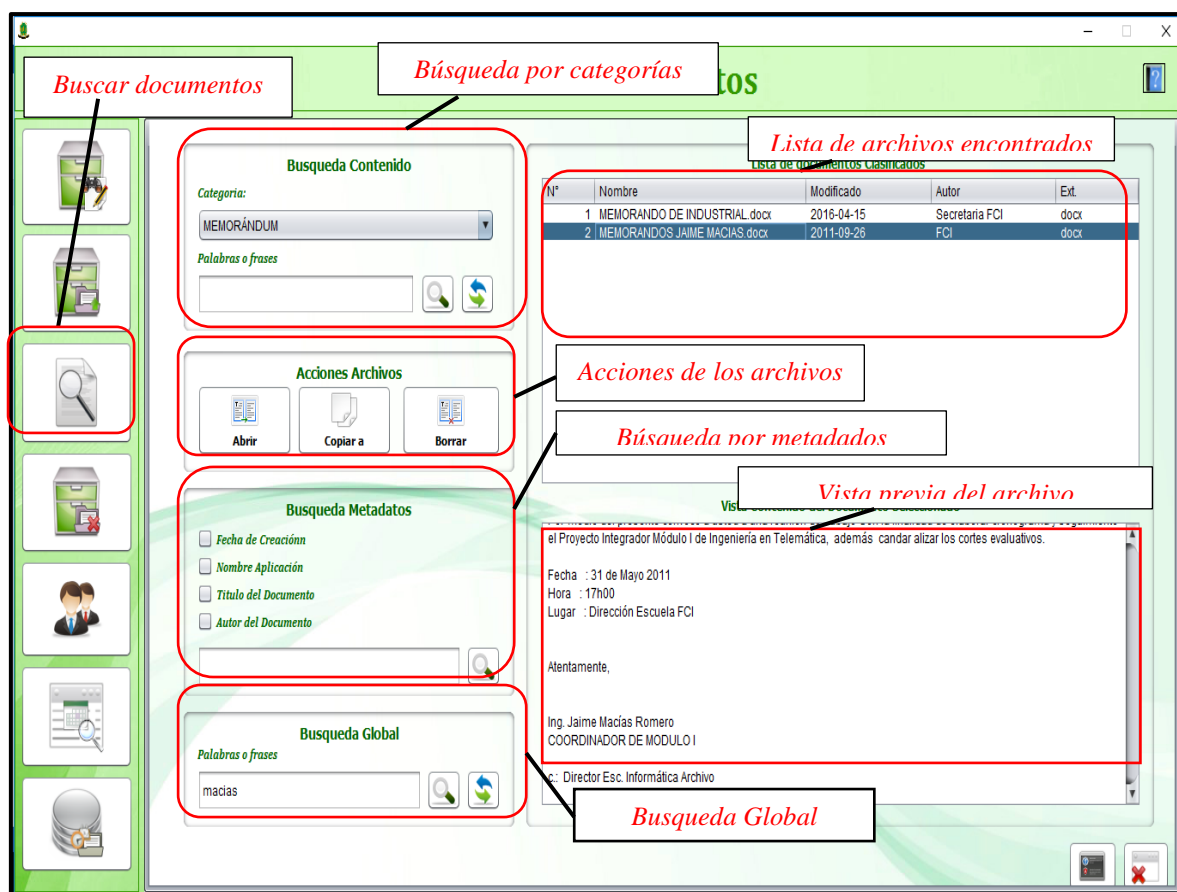 Buscar documentos
Búsqueda por categorías
tos
Lista de archivos encontrados
Busqueda Contenido
Categoria:
MEMORÁNDUM
Palabras o frases
Lista de documentos Clasificados
N° Nombre Modificado Autor Ext.
1 MEMORANDO DE INDUSTRIAL.docx 2016-04-15 Secretaria FCI docx
2 MEMORANDOS JAIME MACIAS.docx 2011-09-26 FCI docx
Acciones Archivos
Abrir Copiar a Borrar
Acciones de los archivos
Búsqueda por metadados
Vista previa del archivo
Busqueda Metadatos
Fecha de Creaciónn
Nombre Aplicación
Titulo del Documento
Autor del Documento
el Proyecto Integrador Módulo I de Ingeniería en Telemática, además candar alizar los cortes evaluativos.
Fecha : 31 de Mayo 2011
Hora : 17h00
Lugar : Dirección Escuela FCI
Atentamente,
Ing. Jaime Macías Romero
COORDINADOR DE MODULO I
c.: Director Esc. Informática Archivo
Busqueda Global
Palabras o frases
macias
Busqueda Global